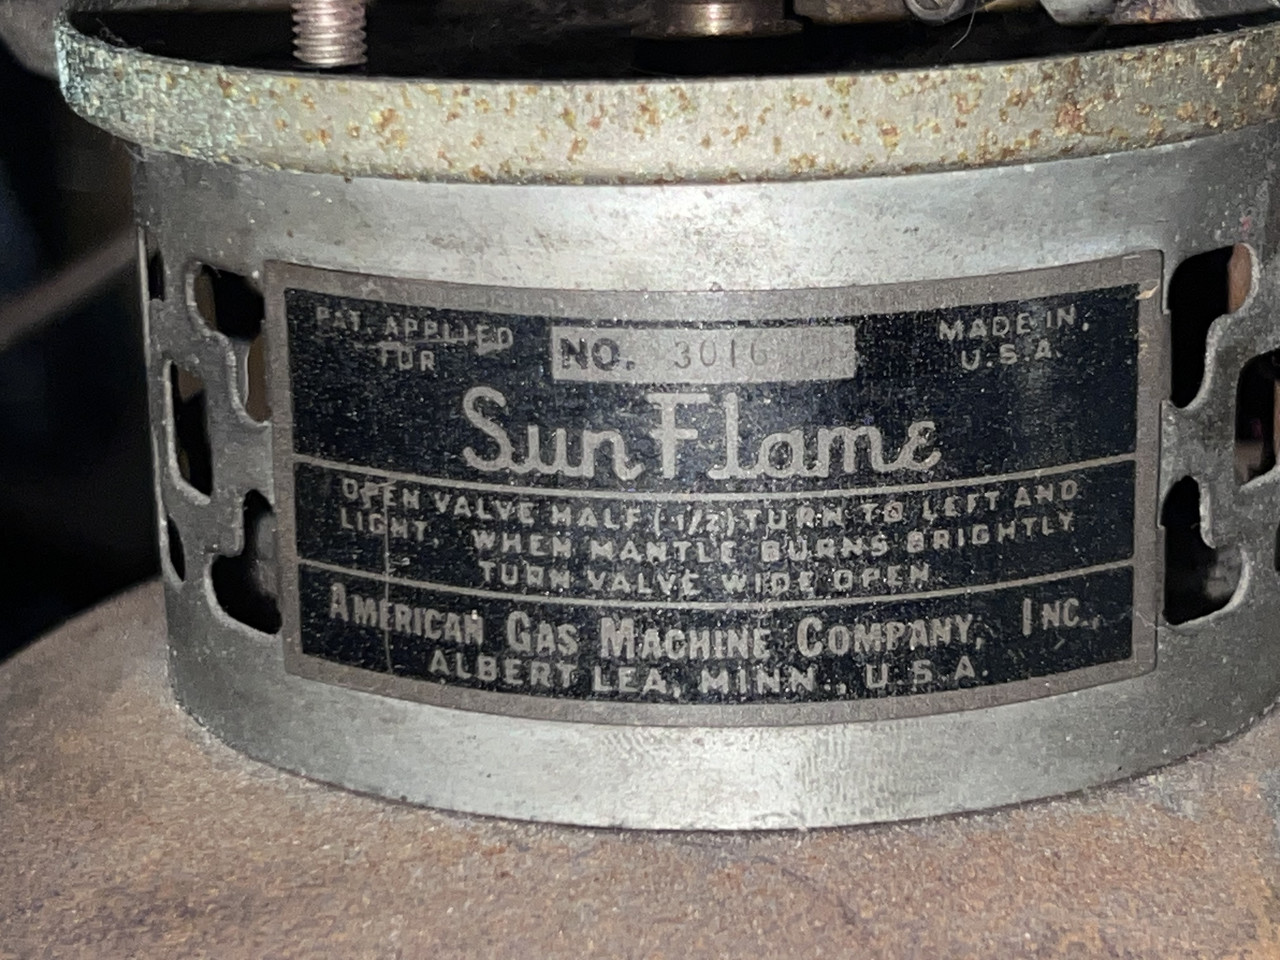 PAT. APPLIED
FOR
NO. 3016
MADE IN.
U.S.A.
SunFlame
OPEN VALVE HALF (1/2) TURN TO LEFT AND
LIGHT. WHEN MANTLE BURNS BRIGHTLY
TURN VALVE WIDE OPEN
AMERICAN GAS MACHINE COMPANY, INC.,
ALBERT LEA, MINN., U.S.A.